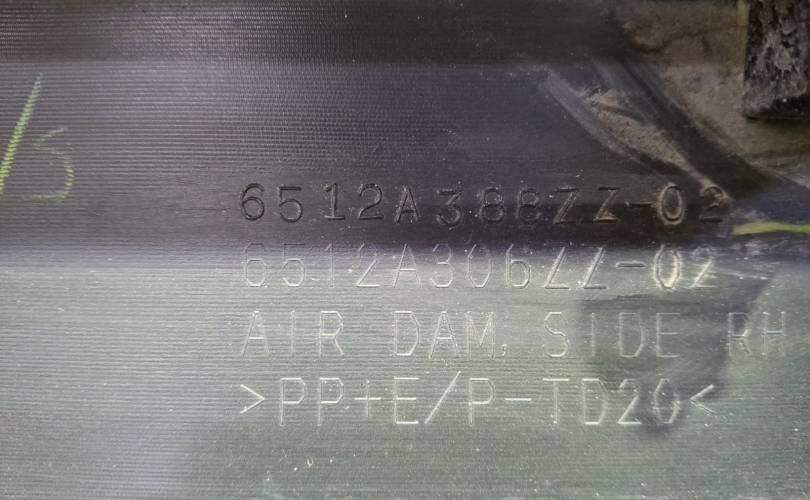 6512A388ZZ-02
6512A306ZZ-02
AIR DAM, SIDE RH
>PP+E/P-TD20<